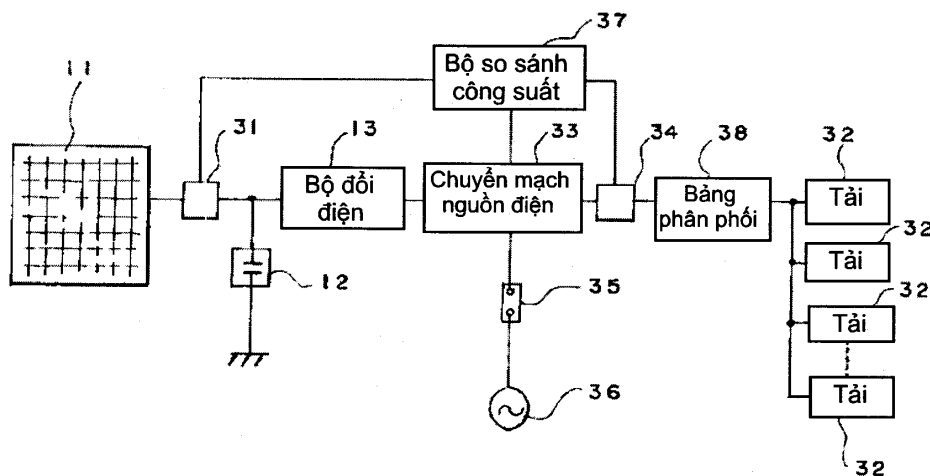 37
11
Bộ so sánh
công suất
31
13
33
34
38
Bộ đổi
điện
Chuyển mạch
nguồn điện
Bảng
phân phối
Tải
32
Tải
32
12
35
Tải
32
36
Tải
32